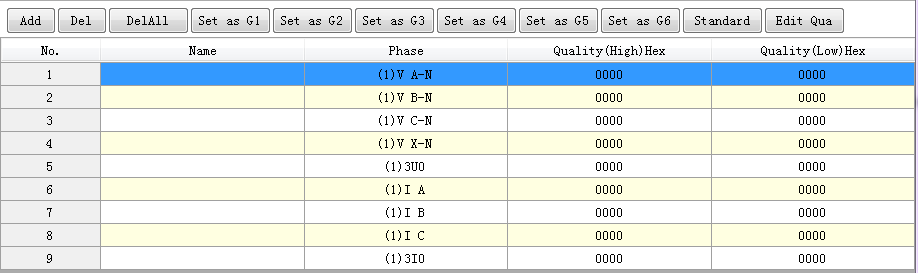 Add Del DelAll Set as G1 Set as G2 Set as G3 Set as G4 Set as G5 Set as G6 Standard Edit Qua
No. Name Phase Quality(High)Hex Quality(Low)Hex
1 (1)V A-N 0000 0000
2 (1)V B-N 0000 0000
3 (1)V C-N 0000 0000
4 (1)V X-N 0000 0000
5 (1)3U0 0000 0000
6 (1)I A 0000 0000
7 (1)I B 0000 0000
8 (1)I C 0000 0000
9 (1)3I0 0000 0000